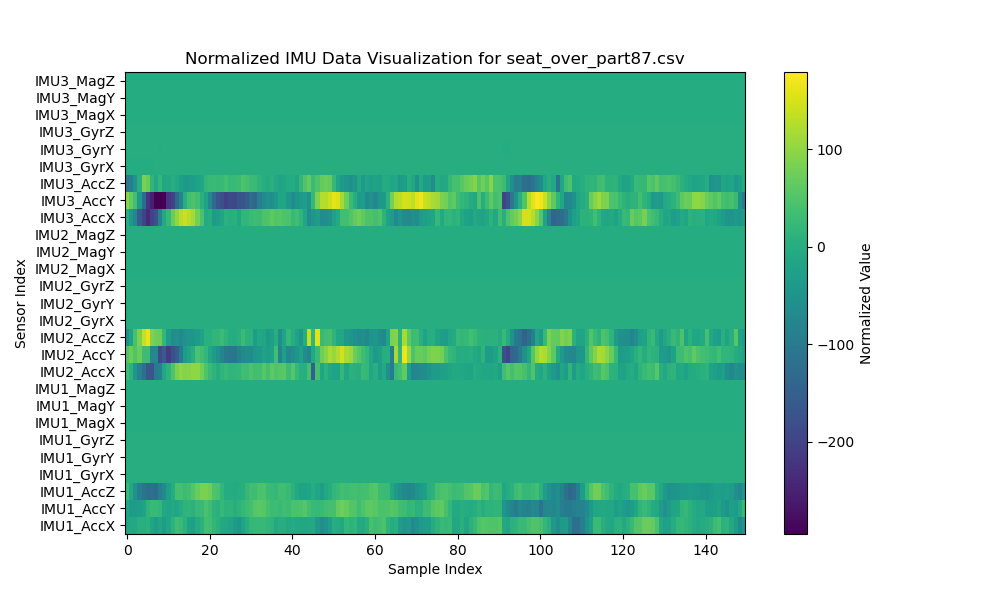 Normalized IMU Data Visualization for seat_over_part87.csv
IMU3_MagZ
IMU3_MagY
IMU3_MagX
IMU3_GyrZ
IMU3_GyrY
IMU3_GyrX
IMU3_AccZ
IMU3_AccY
IMU3_AccX
IMU2_MagZ
IMU2_MagY
IMU2_MagX
IMU2_GyrZ
IMU2_GyrY
IMU2_GyrX
IMU2_AccZ
IMU2_AccY
IMU2_AccX
IMU1_MagZ
IMU1_MagY
IMU1_MagX
IMU1_GyrZ
IMU1_GyrY
IMU1_GyrX
IMU1_AccZ
IMU1_AccY
IMU1_AccX
Sensor Index
0 20 40 60 80 100 120 140
Sample Index
100
0
−100
−200
Normalized Value